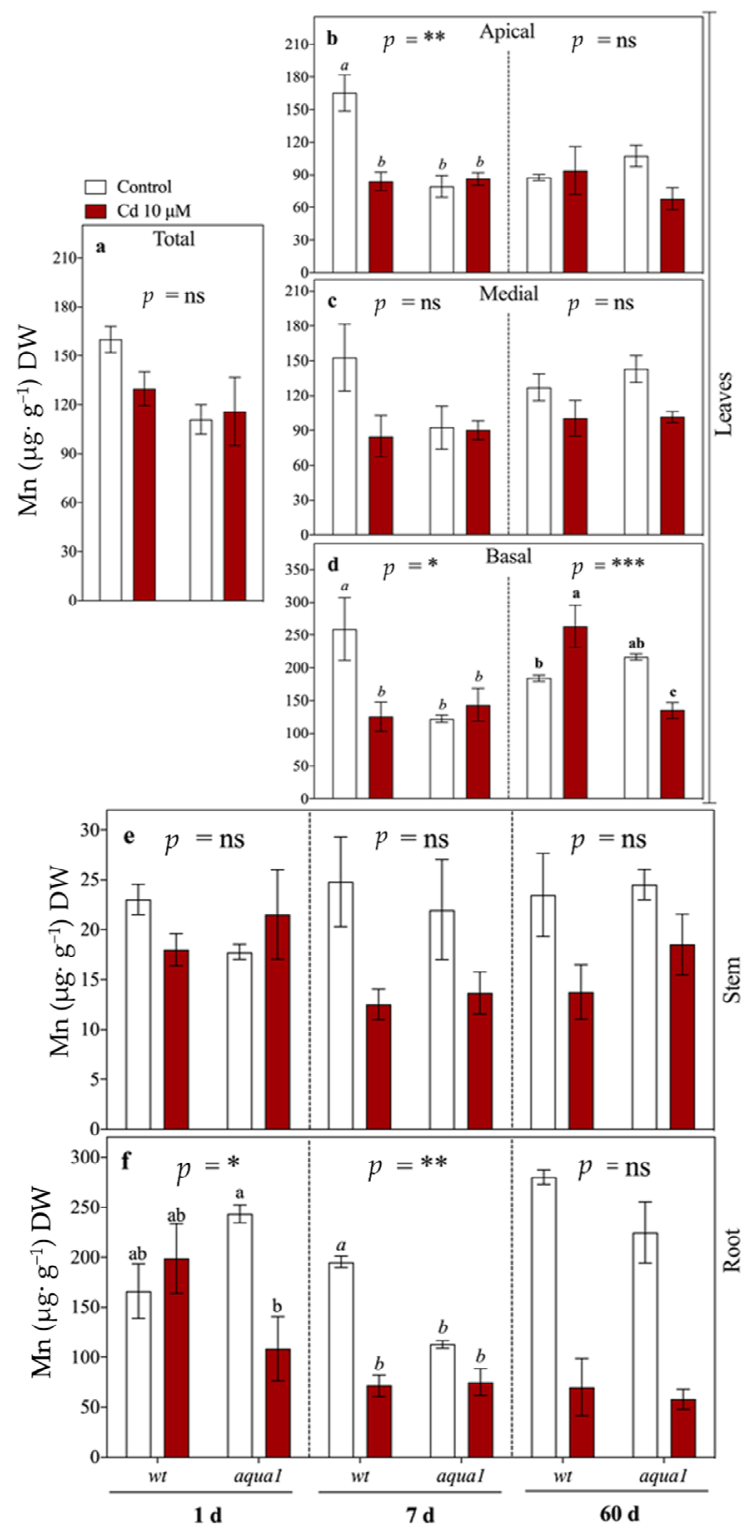 b p = ** Apical p = ns
a
b b b
210
180
150
120
90
60
30
0
Control
Cd 10 μM
a Total
p = ns
210
180
150
120
90
60
30
0
Mn (μg· g⁻¹) DW
c p = ns Medial p = ns
210
180
150
120
90
60
30
0
Leaves
d p = * Basal p = ***
a
b b b
b a ab c
350
300
250
200
150
100
50
0
e p = ns p = ns p = ns
30
25
20
15
10
5
0
Mn (μg· g⁻¹) DW
Stem
f p = * p = ** p = ns
ab ab a b
a b b b
300
250
200
150
100
50
0
Mn (μg· g⁻¹) DW
Root
wt aqua1 wt aqua1 wt aqua1
1 d 7 d 60 d